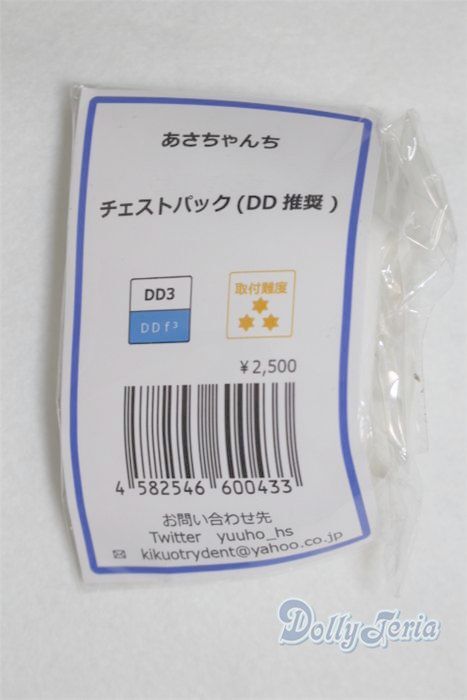 あさちゃんち
チェストパック(DD推奨)
DD3
DDf³
取付難度
¥2,500
4 582546 600433
お問い合わせ先
Twitter yuuho_hs
✉ kikuotrydent@yahoo.co.jp
DollyTeria